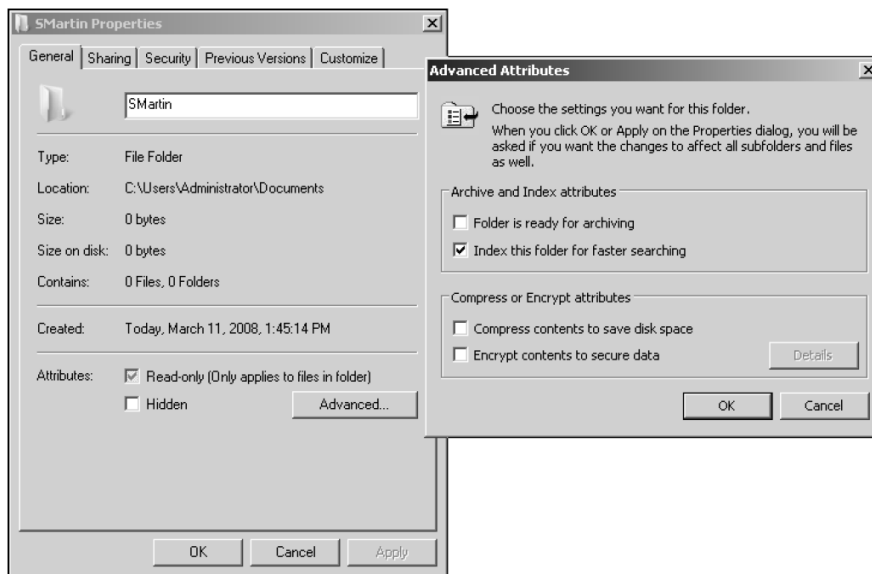 SMartin Properties
General
Sharing
Security
Previous Versions
Customize
SMartin
Type: File Folder
Location: C:\Users\Administrator\Documents
Size: 0 bytes
Size on disk: 0 bytes
Contains: 0 Files, 0 Folders
Created: Today, March 11, 2008, 1:45:14 PM
Attributes: Read-only (Only applies to files in folder)
Hidden
Advanced...
OK
Cancel
Apply
Advanced Attributes
Choose the settings you want for this folder.
When you click OK or Apply on the Properties dialog, you will be
asked if you want the changes to affect all subfolders and files
as well.
Archive and Index attributes
Folder is ready for archiving
Index this folder for faster searching
Compress or Encrypt attributes
Compress contents to save disk space
Encrypt contents to secure data
Details
OK
Cancel